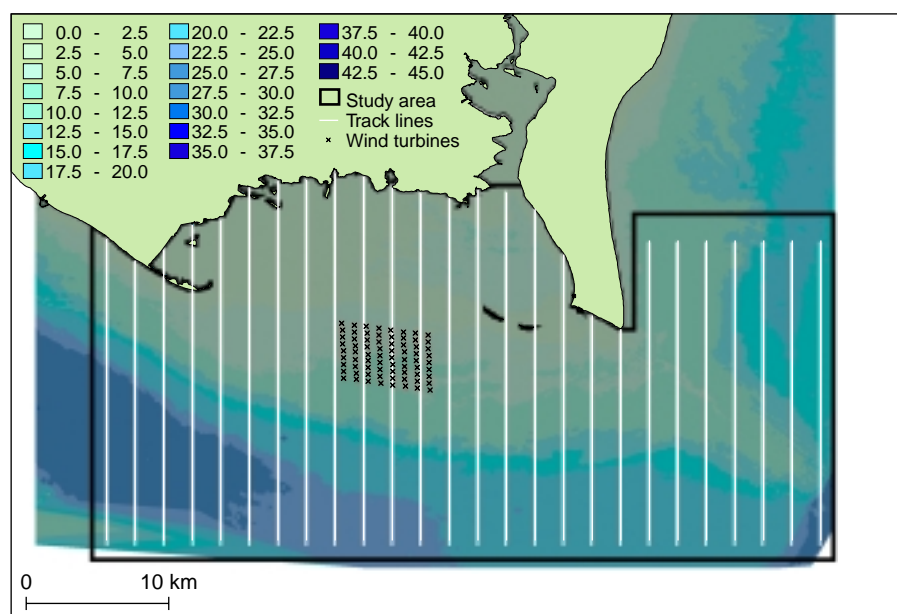 0.0 - 2.5
2.5 - 5.0
5.0 - 7.5
7.5 - 10.0
10.0 - 12.5
12.5 - 15.0
15.0 - 17.5
17.5 - 20.0
20.0 - 22.5
22.5 - 25.0
25.0 - 27.5
27.5 - 30.0
30.0 - 32.5
32.5 - 35.0
35.0 - 37.5
37.5 - 40.0
40.0 - 42.5
42.5 - 45.0
Study area
Track lines
Wind turbines
0 10 km